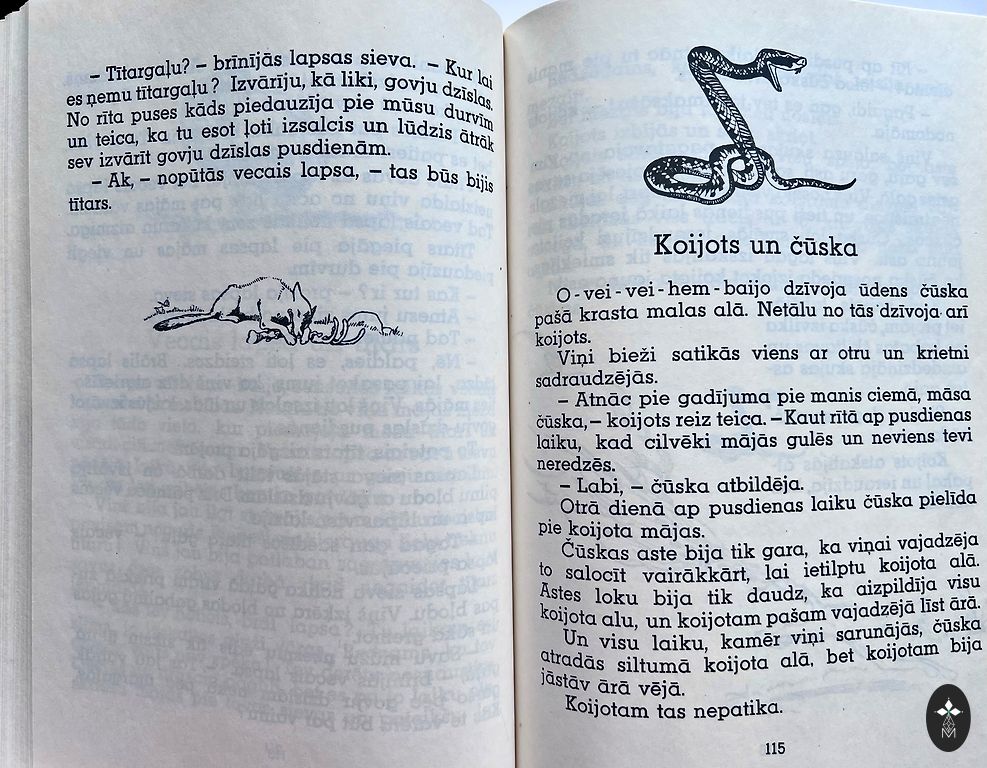 – Tītargaļu? – brīnījās lapsas sieva. – Kur lai
es ņemu tītargaļu? Izvārīju, kā liki, govju dzīslas.
No rīta puses kāds piedauzīja pie mūsu durvīm
un teica, ka tu esot ļoti izsalcis un lūdzis ātrāk
sev izvārīt govju dzīslas pusdienām.
– Ak, – nopūtās vecais lapsa, – tas būs bijis
tītars.
Koijots un čūska
O-vei-vei-hem-baijo dzīvoja ūdens čūska
pašā krasta malas alā. Netālu no tās dzīvoja arī
koijots.
Viņi bieži satikās viens ar otru un krietni
sadraudzējās.
– Atnāc pie gadījuma pie manis ciemā, māsa
čūska,– koijots reiz teica. –Kaut rītā ap pusdienas
laiku, kad cilvēki mājās gulēs un neviens tevi
neredzēs.
– Labi, – čūska atbildēja.
Otrā dienā ap pusdienas laiku čūska pielīda
pie koijota mājas.
Čūskas aste bija tik gara, ka viņai vajadzēja
to salocīt vairākkārt, lai ietilptu koijota alā.
Astes loku bija tik daudz, ka aizpildīja visu
koijota alu, un koijotam pašam vajadzējā līst ārā.
Un visu laiku, kamēr viņi sarunājās, čūska
atradās siltumā koijota alā, bet koijotam bija
jāstāv ārā vējā.
Koijotam tas nepatika.
115
M